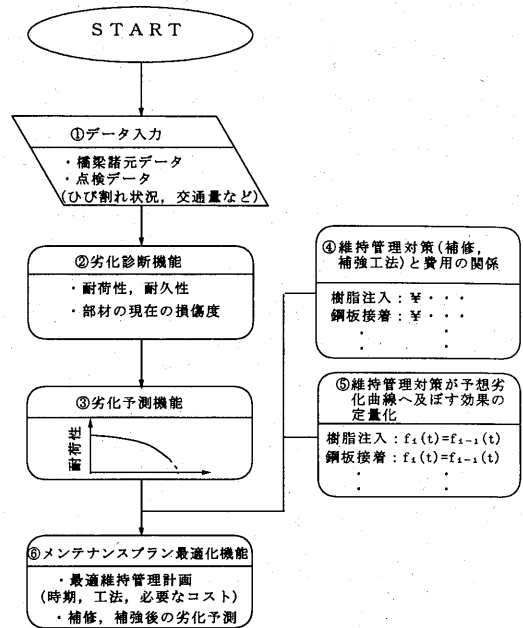 START
①データ入力
・橋梁諸元データ
・点検データ
(ひび割れ状況，交通量など)
②劣化診断機能
・耐荷性，耐久性
・部材の現在の損傷度
③劣化予測機能
耐荷性
④維持管理対策(補修，
補強工法)と費用の関係
樹脂注入：¥・・・
鋼板接着：¥・・・
⑤維持管理対策が予想劣
化曲線へ及ぼす効果の
定量化
樹脂注入：fᵢ(t)=fᵢ₋₁(t)
鋼板接着：fᵢ(t)=fᵢ₋₁(t)
⑥メンテナンスプラン最適化機能
・最適維持管理計画
(時期，工法，必要なコスト)
・補修，補強後の劣化予測